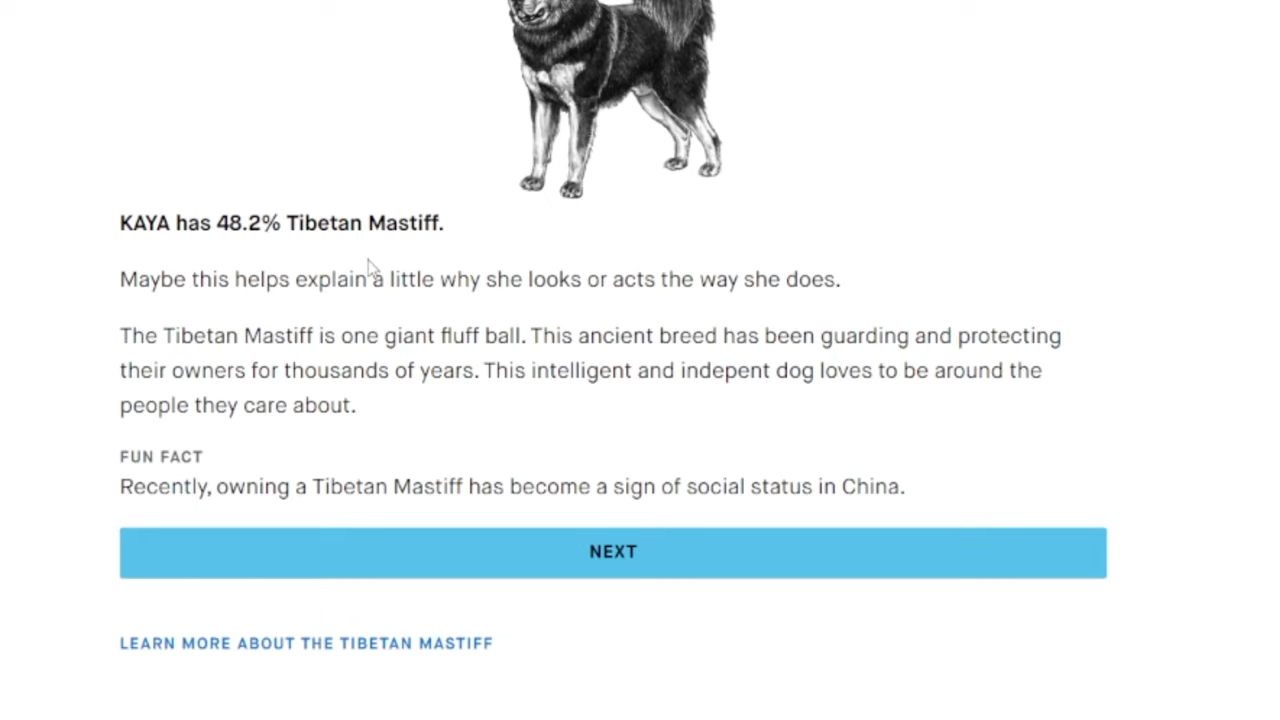 KAYA has 48.2% Tibetan Mastiff.
Maybe this helps explain a little why she looks or acts the way she does.
The Tibetan Mastiff is one giant fluff ball. This ancient breed has been guarding and protecting
their owners for thousands of years. This intelligent and indepent dog loves to be around the
people they care about.
FUN FACT
Recently, owning a Tibetan Mastiff has become a sign of social status in China.
NEXT
LEARN MORE ABOUT THE TIBETAN MASTIFF